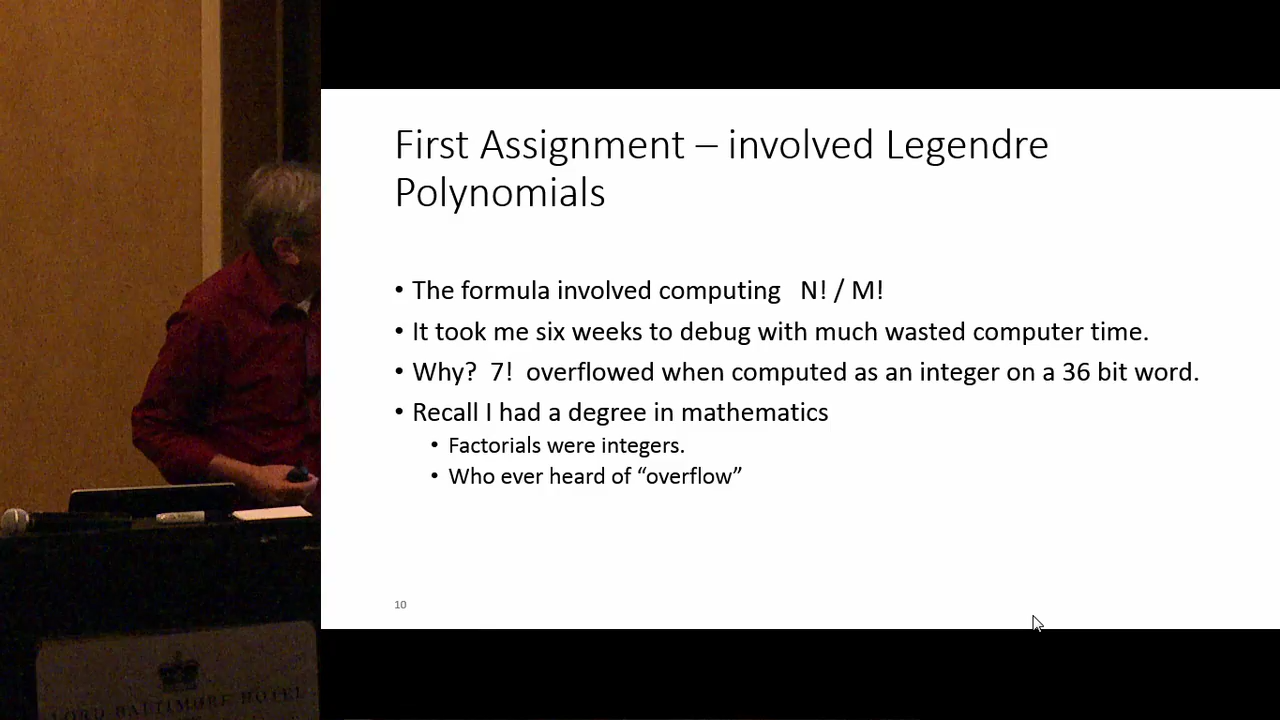 First Assignment – involved Legendre
Polynomials
• The formula involved computing N! / M!
• It took me six weeks to debug with much wasted computer time.
• Why? 7! overflowed when computed as an integer on a 36 bit word.
• Recall I had a degree in mathematics
• Factorials were integers.
• Who ever heard of “overflow”
10
LORD BALTIMORE HOTEL